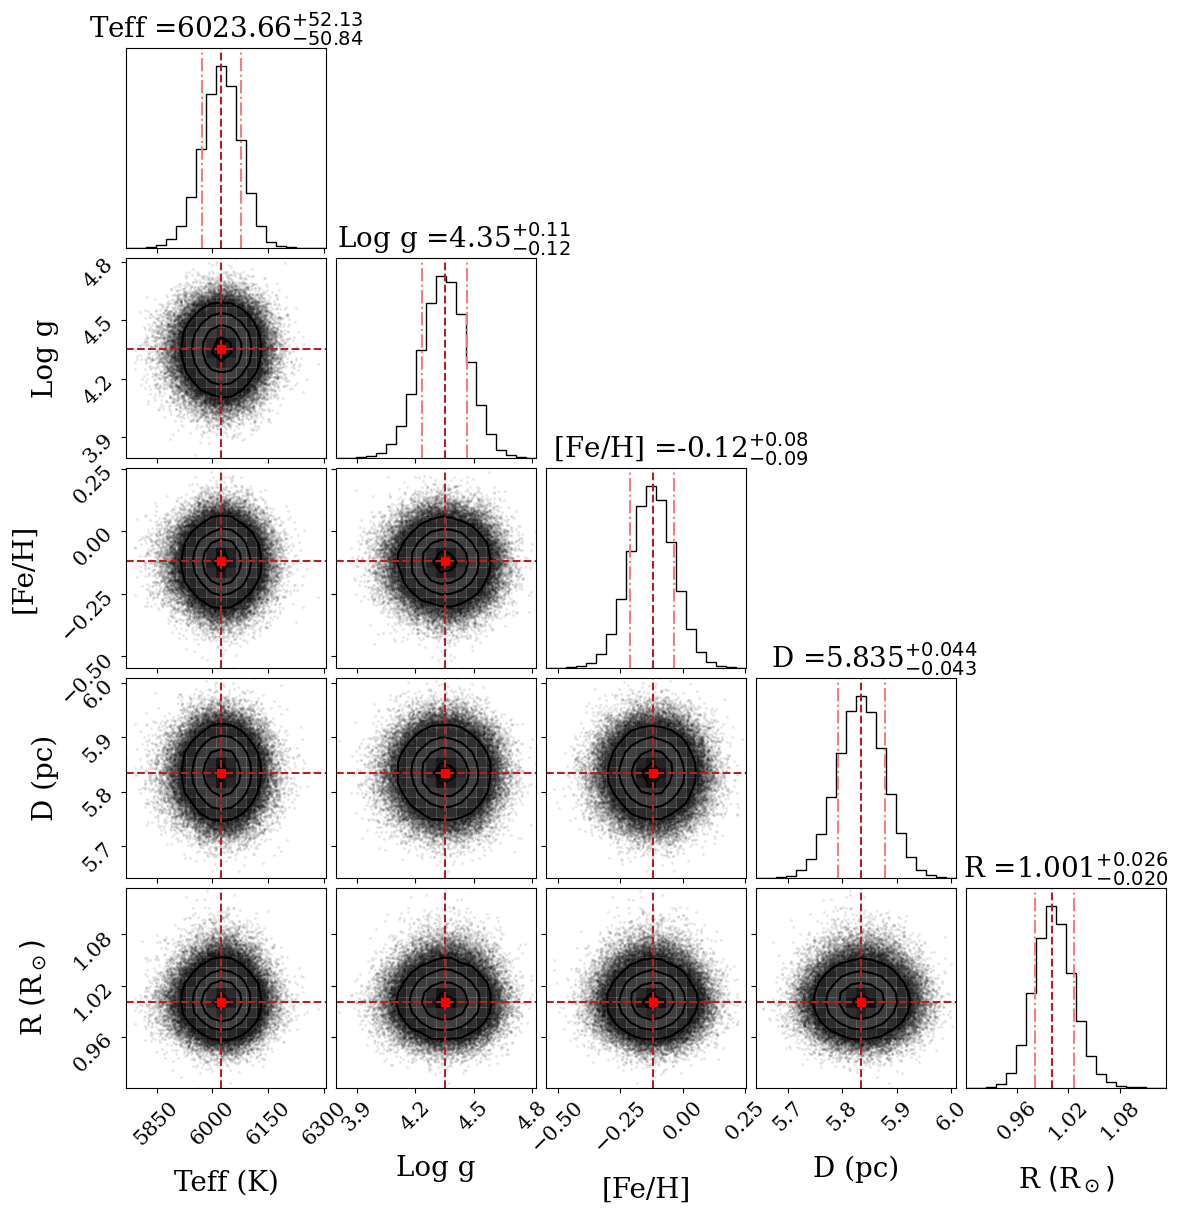 Teff =6023.66+52.13
−50.84
Log g =4.35+0.11
−0.12
[Fe/H] =-0.12+0.08
−0.09
D =5.835+0.044
−0.043
R =1.001+0.026
−0.020
Log g
4.8
4.5
4.2
3.9
[Fe/H]
0.25
0.00
−0.25
−0.50
D (pc)
6.0
5.9
5.8
5.7
R (R⊙)
1.08
1.02
0.96
5850 6000 6150 6300
Teff (K)
3.9 4.2 4.5 4.8
Log g
−0.50 −0.25 0.00 0.25
[Fe/H]
5.7 5.8 5.9 6.0
D (pc)
0.96 1.02 1.08
R (R⊙)